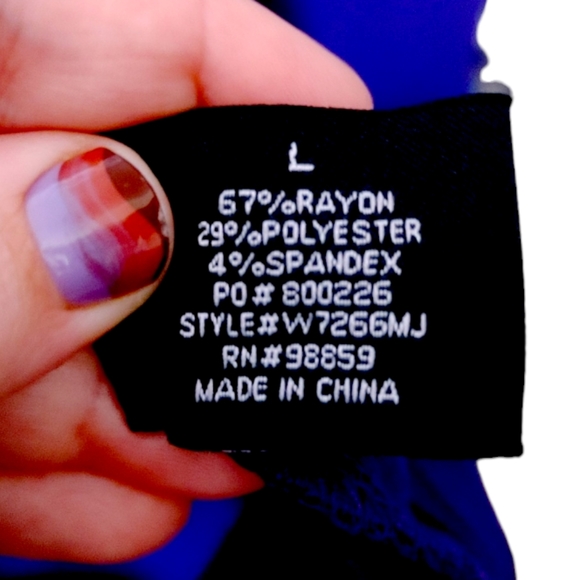 L
67%RAYON
29%POLYESTER
4%SPANDEX
PO# 800226
STYLE#W7266MJ
RN#98859
MADE IN CHINA